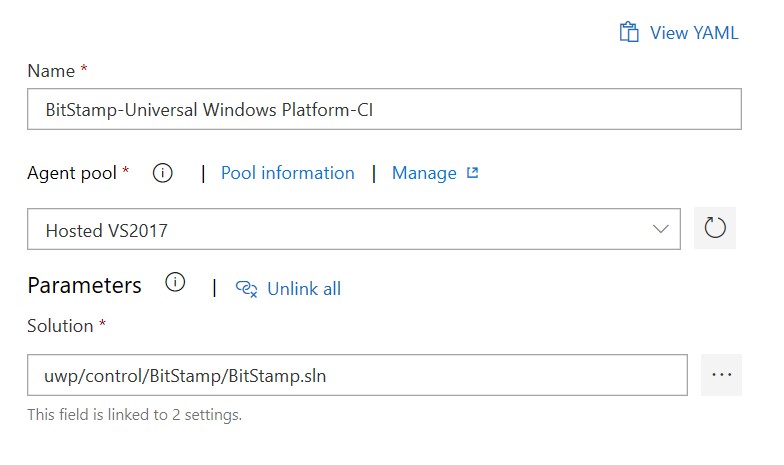 View YAML
Name *
BitStamp-Universal Windows Platform-CI
Agent pool * | Pool information | Manage
Hosted VS2017
Parameters | Unlink all
Solution *
uwp/control/BitStamp/BitStamp.sln
This field is linked to 2 settings.